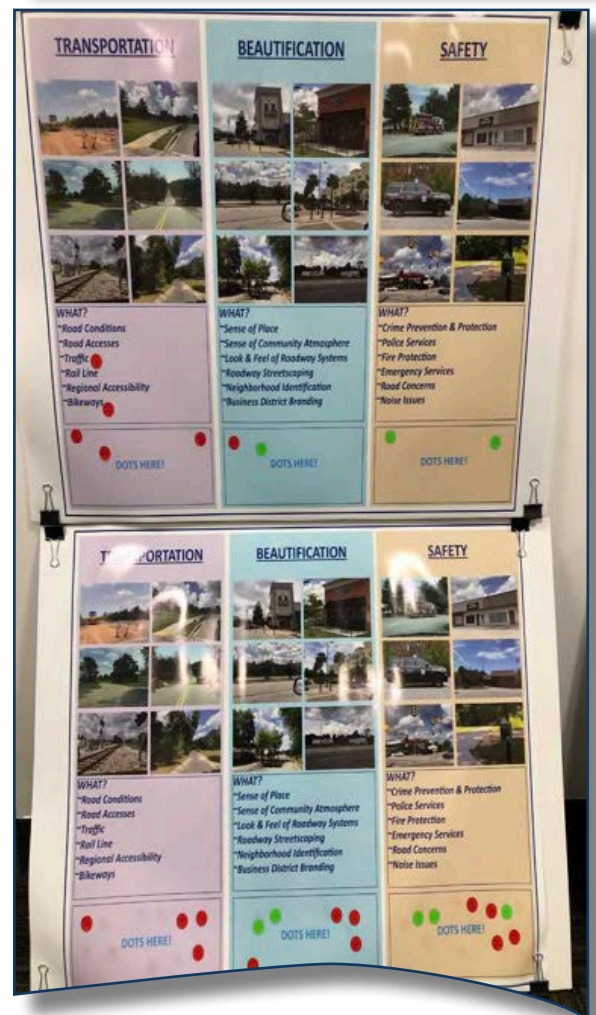 TRANSPORTATION
BEAUTIFICATION
SAFETY
WHAT?
~Road Conditions
~Road Accesses
~Traffic
~Rail Line
~Regional Accessibility
~Bikeways
WHAT?
~Sense of Place
~Sense of Community Atmosphere
~Look & Feel of Roadway Systems
~Roadway Streetscaping
~Neighborhood Identification
~Business District Branding
WHAT?
~Crime Prevention & Protection
~Police Services
~Fire Protection
~Emergency Services
~Road Concerns
~Noise Issues
DOTS HERE!
DOTS HERE!
DOTS HERE!
TRANSPORTATION
BEAUTIFICATION
SAFETY
WHAT?
~Road Conditions
~Road Accesses
~Traffic
~Rail Line
~Regional Accessibility
~Bikeways
WHAT?
~Sense of Place
~Sense of Community Atmosphere
~Look & Feel of Roadway Systems
~Roadway Streetscaping
~Neighborhood Identification
~Business District Branding
WHAT?
~Crime Prevention & Protection
~Police Services
~Fire Protection
~Emergency Services
~Road Concerns
~Noise Issues
DOTS HERE!
DOTS HERE!
DOTS HERE!